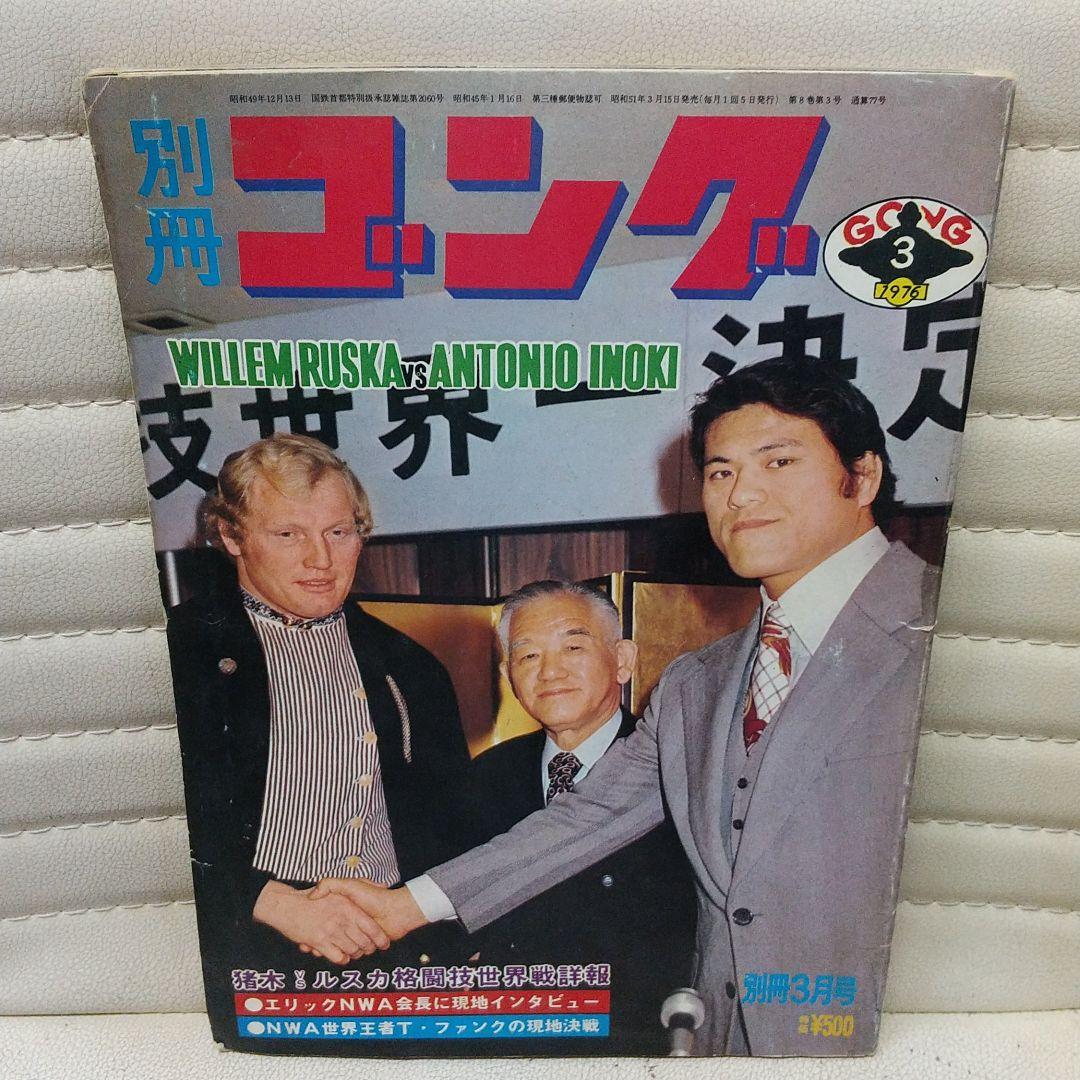 昭和49年12月13日 国鉄首都特別扱承認雑誌第2060号 昭和45年1月16日 第三種郵便物認可 昭和51年3月15日発売(毎月1回5日発行) 第8巻第3号 通算77号
別冊
ゴング
GONG
3
1976
WILLEM RUSKA VS ANTONIO INOKI
技世界一決定
猪木 VS ルスカ格闘技世界戦詳報
●エリックNWA会長に現地インタビュー
●NWA世界王者T・ファンクの現地決戦
別冊3月号
特価¥500